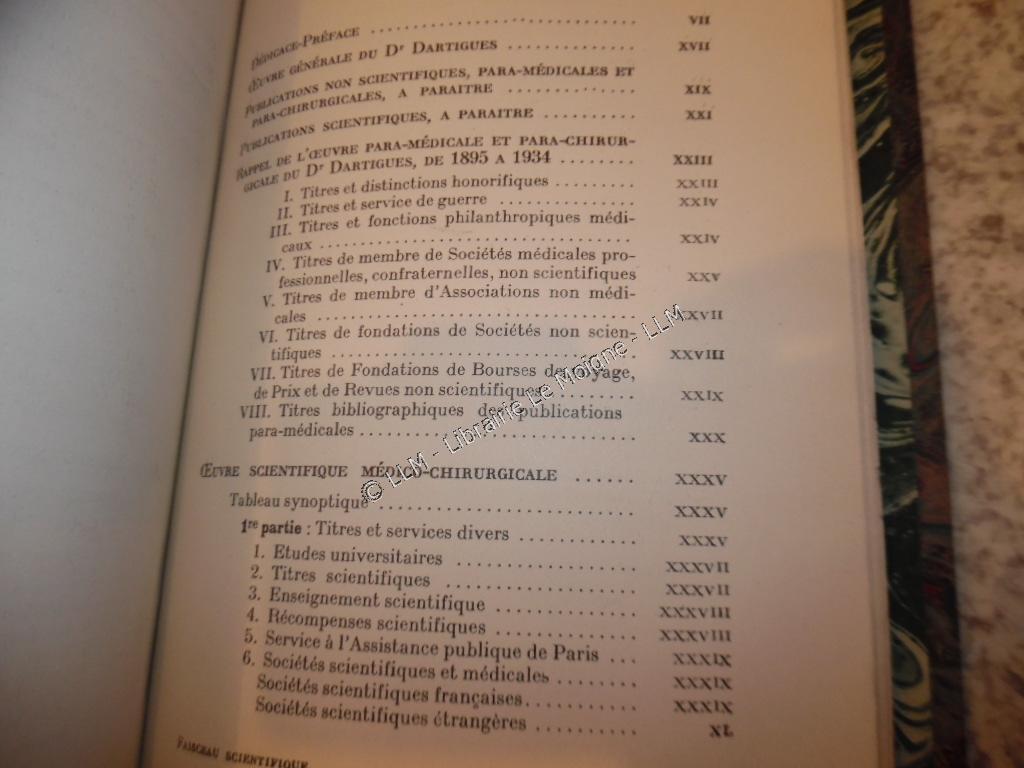 DÉDICACE-PRÉFACE .............................. VII
ŒUVRE GÉNÉRALE DU Dr DARTIGUES .............. XVII
PUBLICATIONS NON SCIENTIFIQUES, PARA-MÉDICALES ET
PARA-CHIRURGICALES, A PARAITRE .............. XIX
PUBLICATIONS SCIENTIFIQUES, A PARAITRE .......... XXI
RAPPEL DE L'ŒUVRE PARA-MÉDICALE ET PARA-CHIRUR-
GICALE DU Dr DARTIGUES, DE 1895 A 1934 ........ XXIII
I. Titres et distinctions honorifiques ......... XXIII
II. Titres et service de guerre ............... XXIV
III. Titres et fonctions philanthropiques médi-
caux .................................. XXIV
IV. Titres de membre de Sociétés médicales pro-
fessionnelles, confraternelles, non scientifiques XXV
V. Titres de membre d'Associations non médi-
cales .................................. XXVII
VI. Titres de fondations de Sociétés non scien-
tifiques ................................. XXVIII
VII. Titres de Fondations de Bourses de voyage,
de Prix et de Revues non scientifiques ......... XXIX
VIII. Titres bibliographiques des publications
para-médicales .............................. XXX
ŒUVRE SCIENTIFIQUE MÉDICO-CHIRURGICALE ...... XXXV
Tableau synoptique ............................ XXXV
1re partie : Titres et services divers ............ XXXV
1. Etudes universitaires .................... XXXVII
2. Titres scientifiques ..................... XXXVII
3. Enseignement scientifique ............... XXXVIII
4. Récompenses scientifiques ............... XXXVIII
5. Service à l'Assistance publique de Paris ... XXXIX
6. Sociétés scientifiques et médicales ......... XXXIX
Sociétés scientifiques françaises ............ XXXIX
Sociétés scientifiques étrangères ........... XL
FAISCEAU SCIENTIFIQUE
© LLM - Librairie Le Moigne - LLM